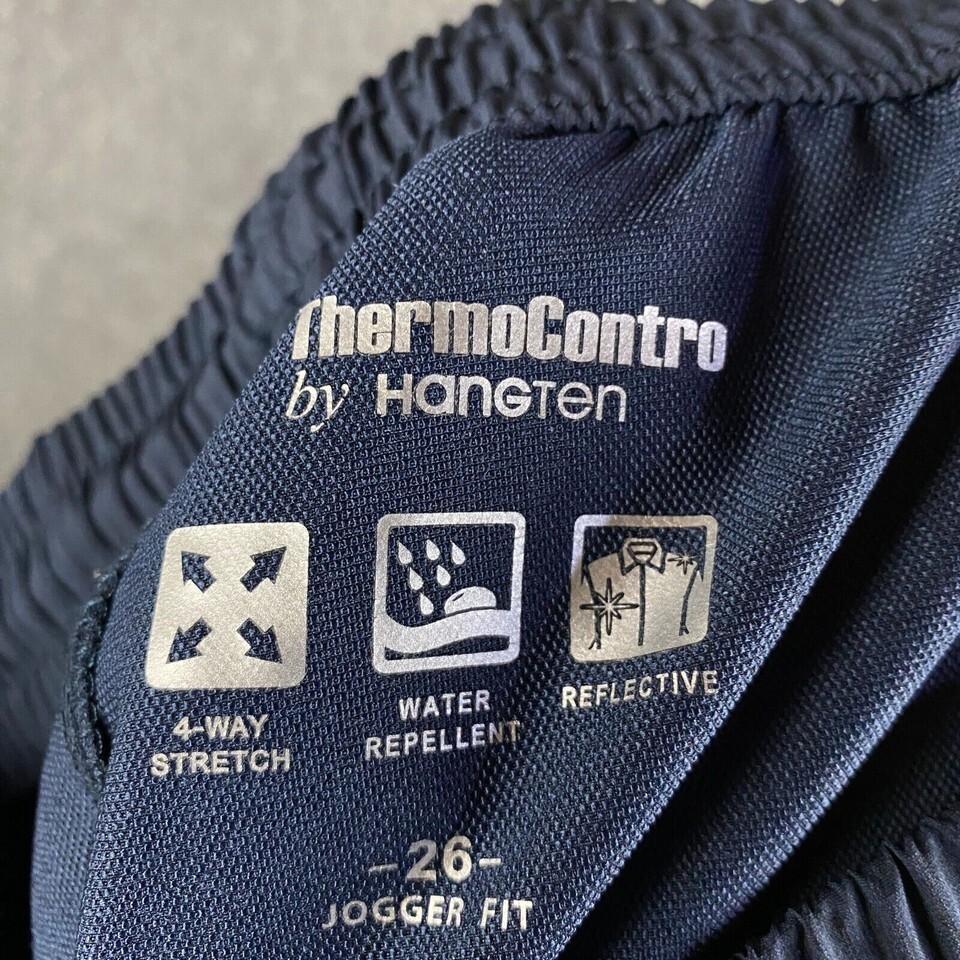 ThermoContro
by HANGTEN
4-WAY
STRETCH
WATER
REPELLENT
REFLECTIVE
-26-
JOGGER FIT